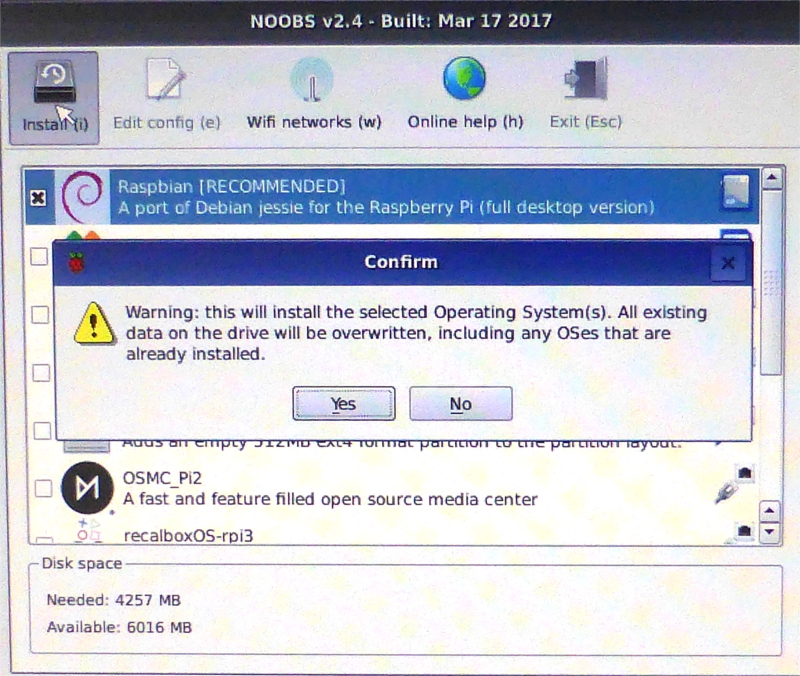 NOOBS v2.4 - Built: Mar 17 2017
Install (i)
Edit config (e)
Wifi networks (w)
Online help (h)
Exit (Esc)
Raspbian [RECOMMENDED]
A port of Debian jessie for the Raspberry Pi (full desktop version)
Confirm
Warning: this will install the selected Operating System(s). All existing
data on the drive will be overwritten, including any OSes that are
already installed.
Yes
No
Adds an empty 512MB ext4 format partition to the partition layout.
OSMC_Pi2
A fast and feature filled open source media center
recalboxOS-rpi3
Disk space
Needed: 4257 MB
Available: 6016 MB